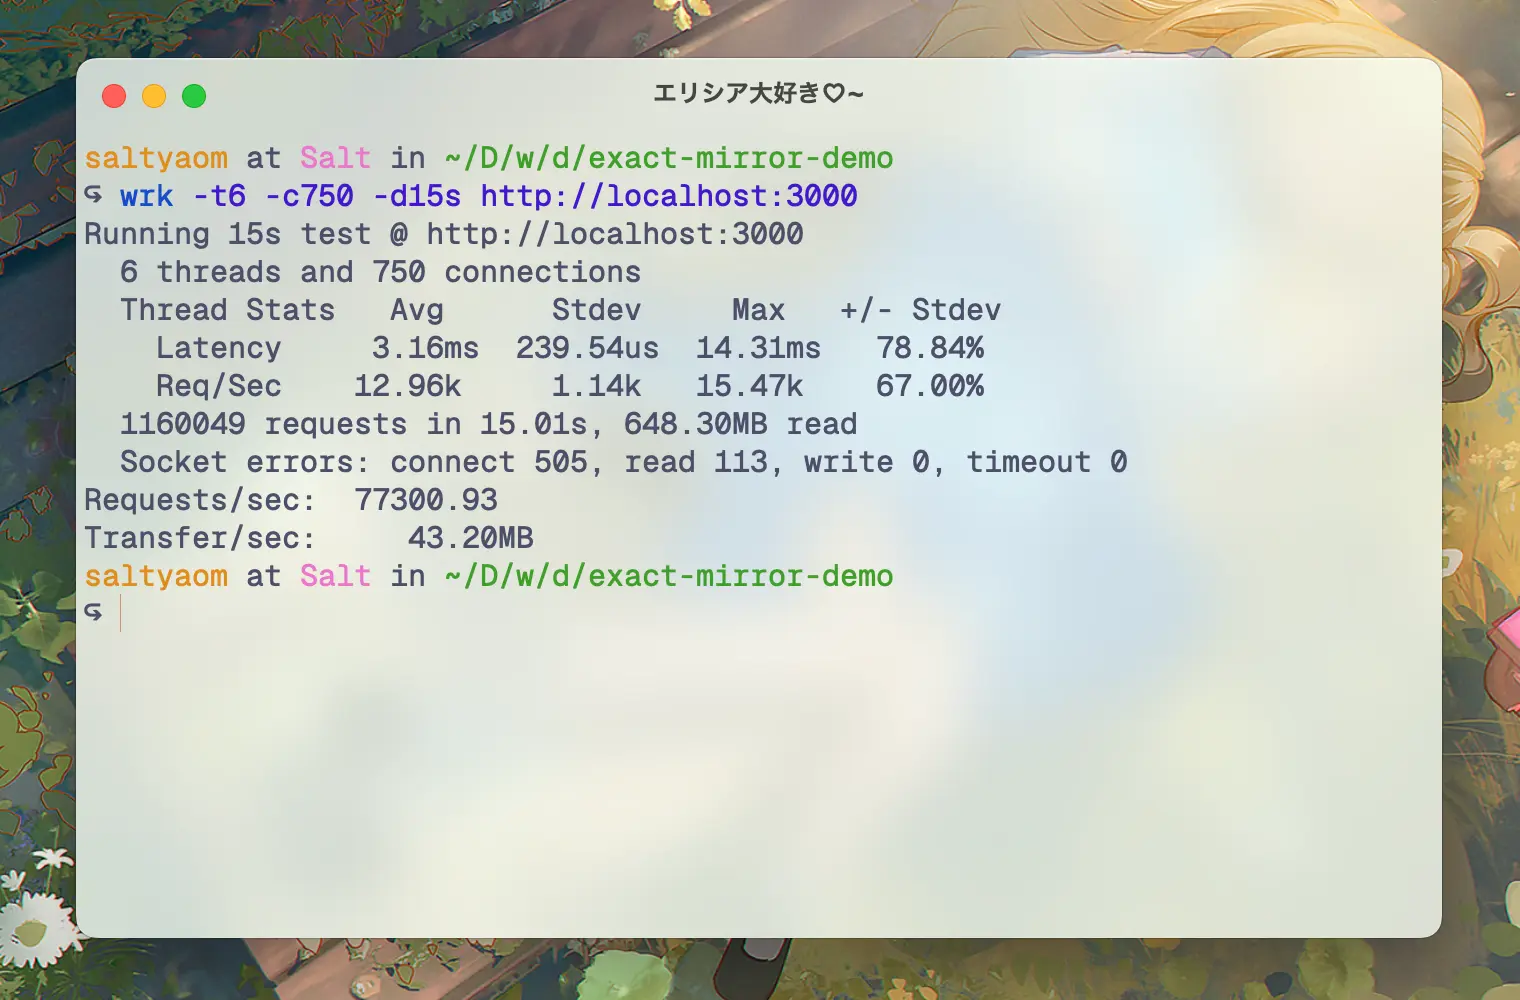 エリシア大好き♡~
saltyaom at Salt in ~/D/w/d/exact-mirror-demo
↪ wrk -t6 -c750 -d15s http://localhost:3000
Running 15s test @ http://localhost:3000
  6 threads and 750 connections
  Thread Stats   Avg      Stdev     Max   +/- Stdev
    Latency     3.16ms  239.54us  14.31ms   78.84%
    Req/Sec    12.96k     1.14k   15.47k    67.00%
  1160049 requests in 15.01s, 648.30MB read
  Socket errors: connect 505, read 113, write 0, timeout 0
Requests/sec:  77300.93
Transfer/sec:     43.20MB
saltyaom at Salt in ~/D/w/d/exact-mirror-demo
↪